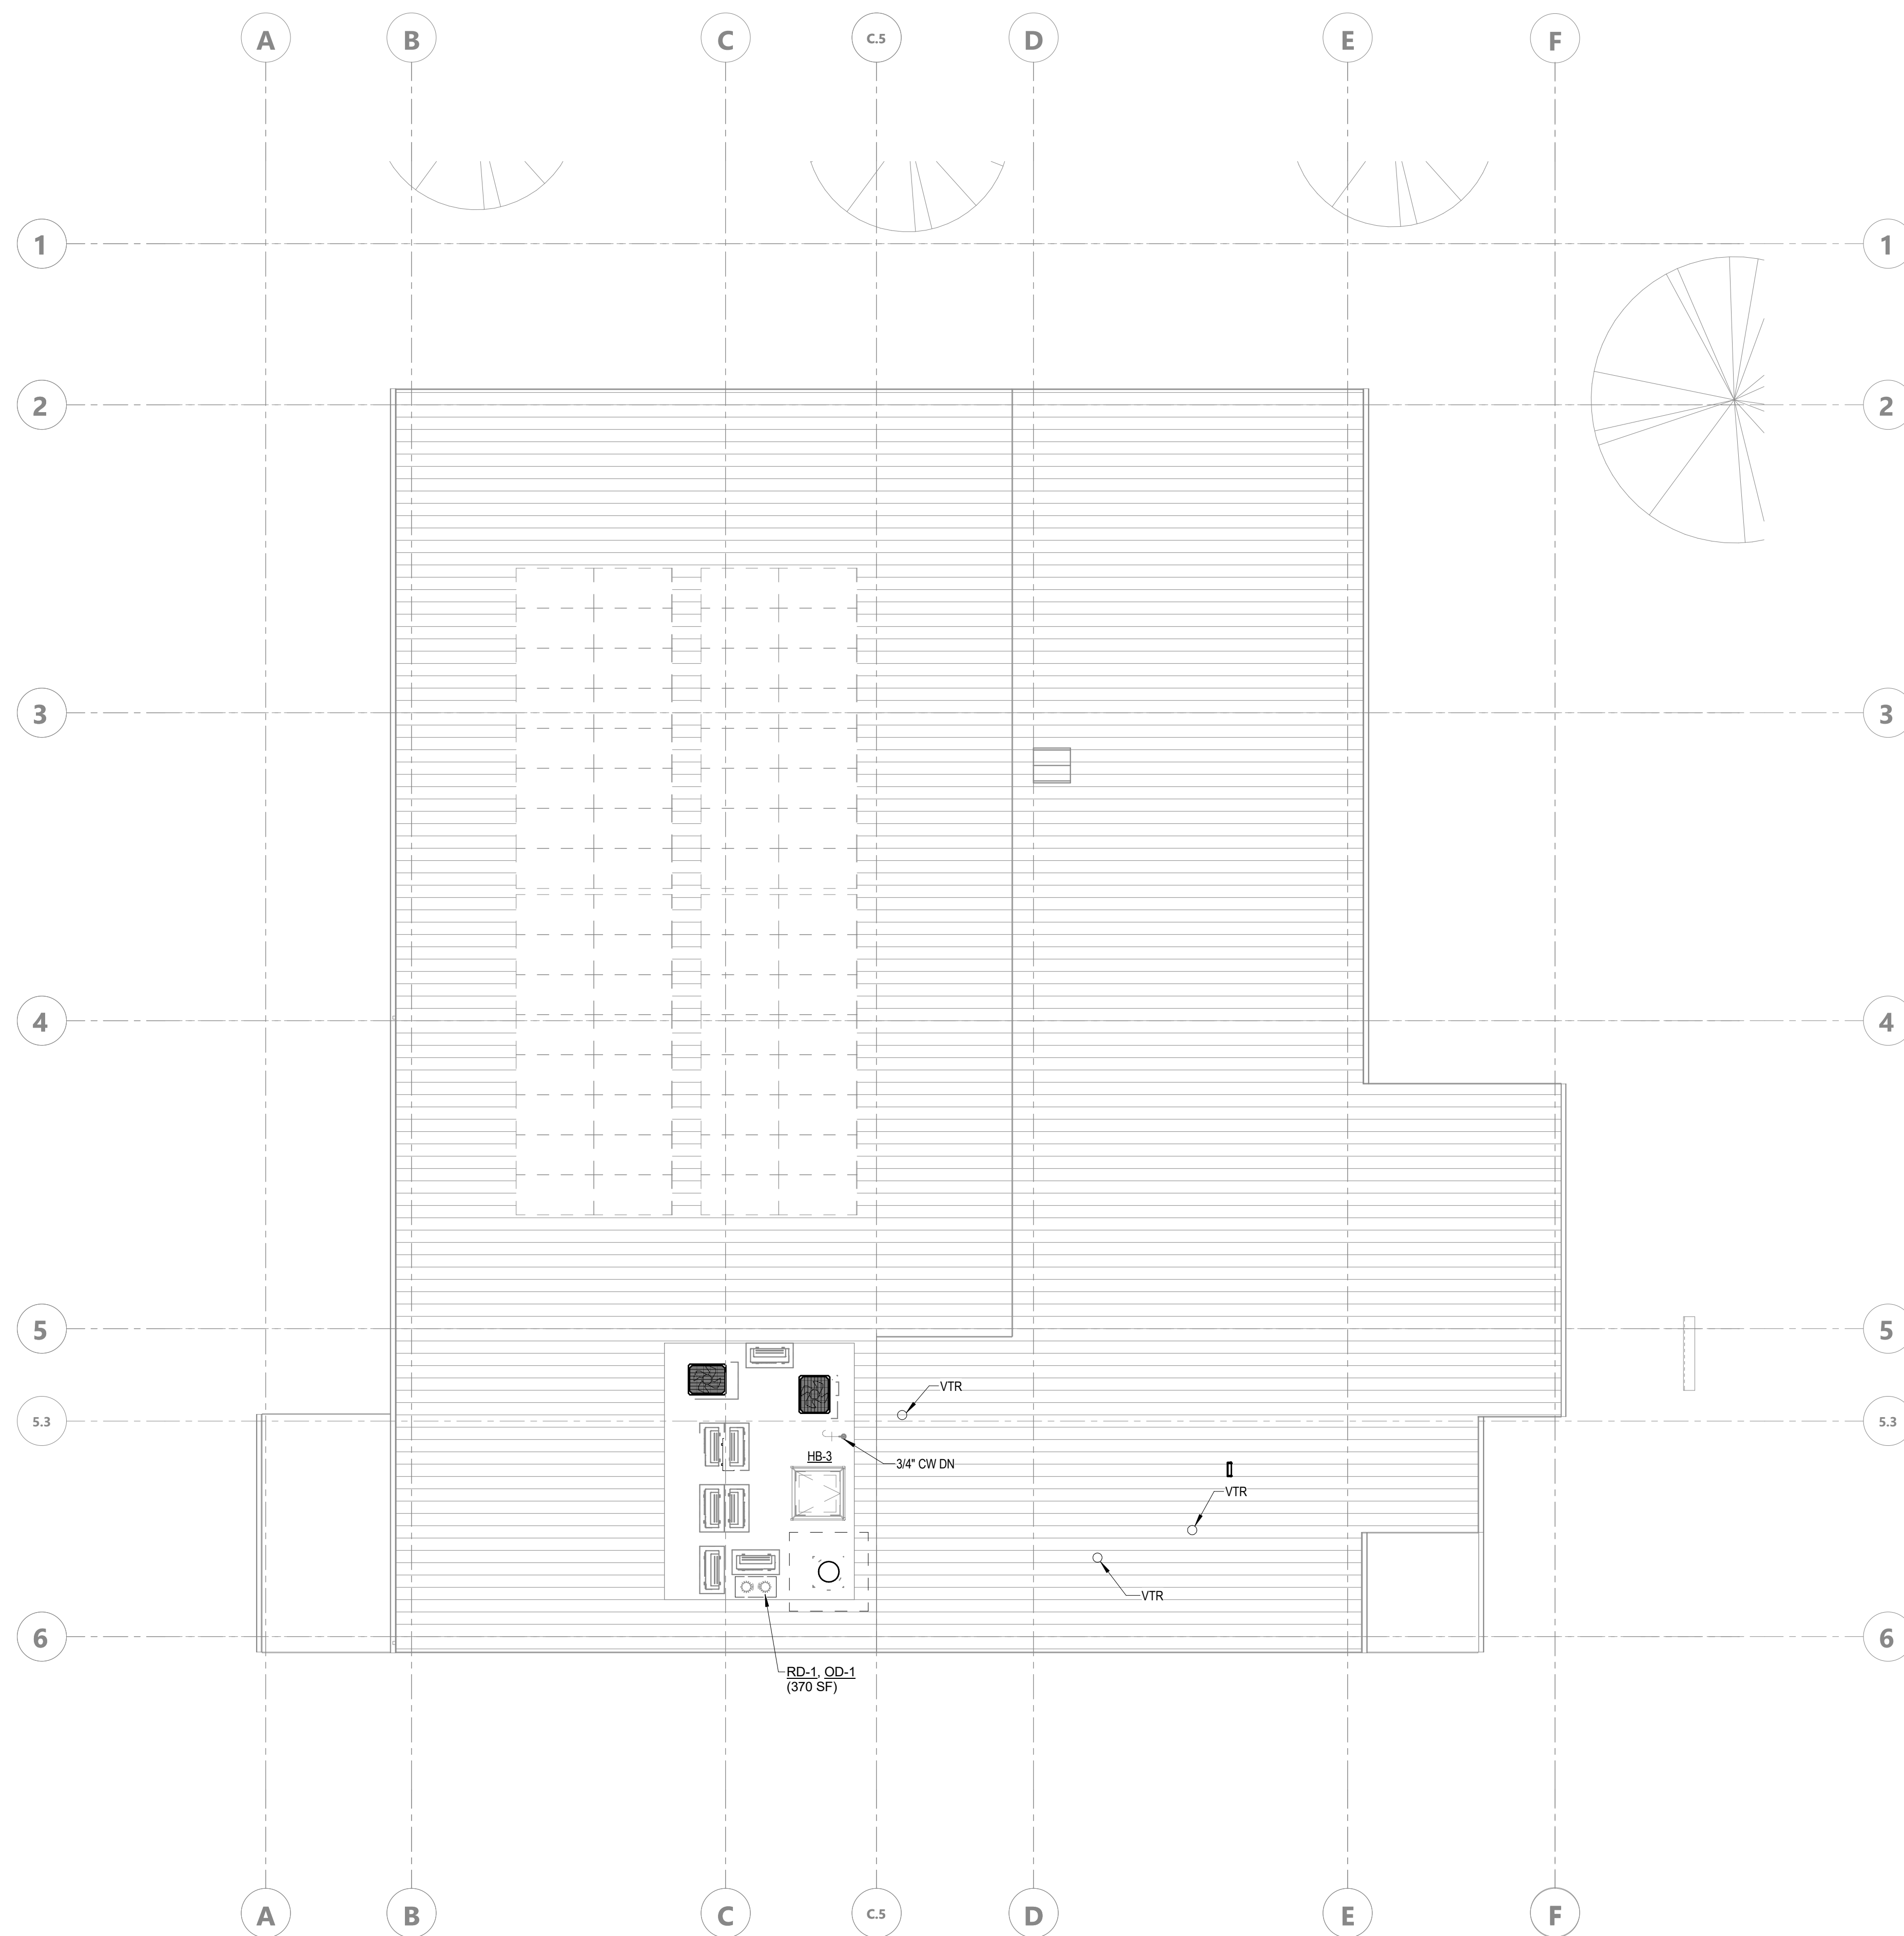 A B C C.5 D E F
1 1
2 2
3 3
4 4
5 5
VTR
5.3 5.3
HB-3
3/4" CW DN
VTR
VTR
6 6
RD-1, OD-1
(370 SF)
A B C C.5 D E F